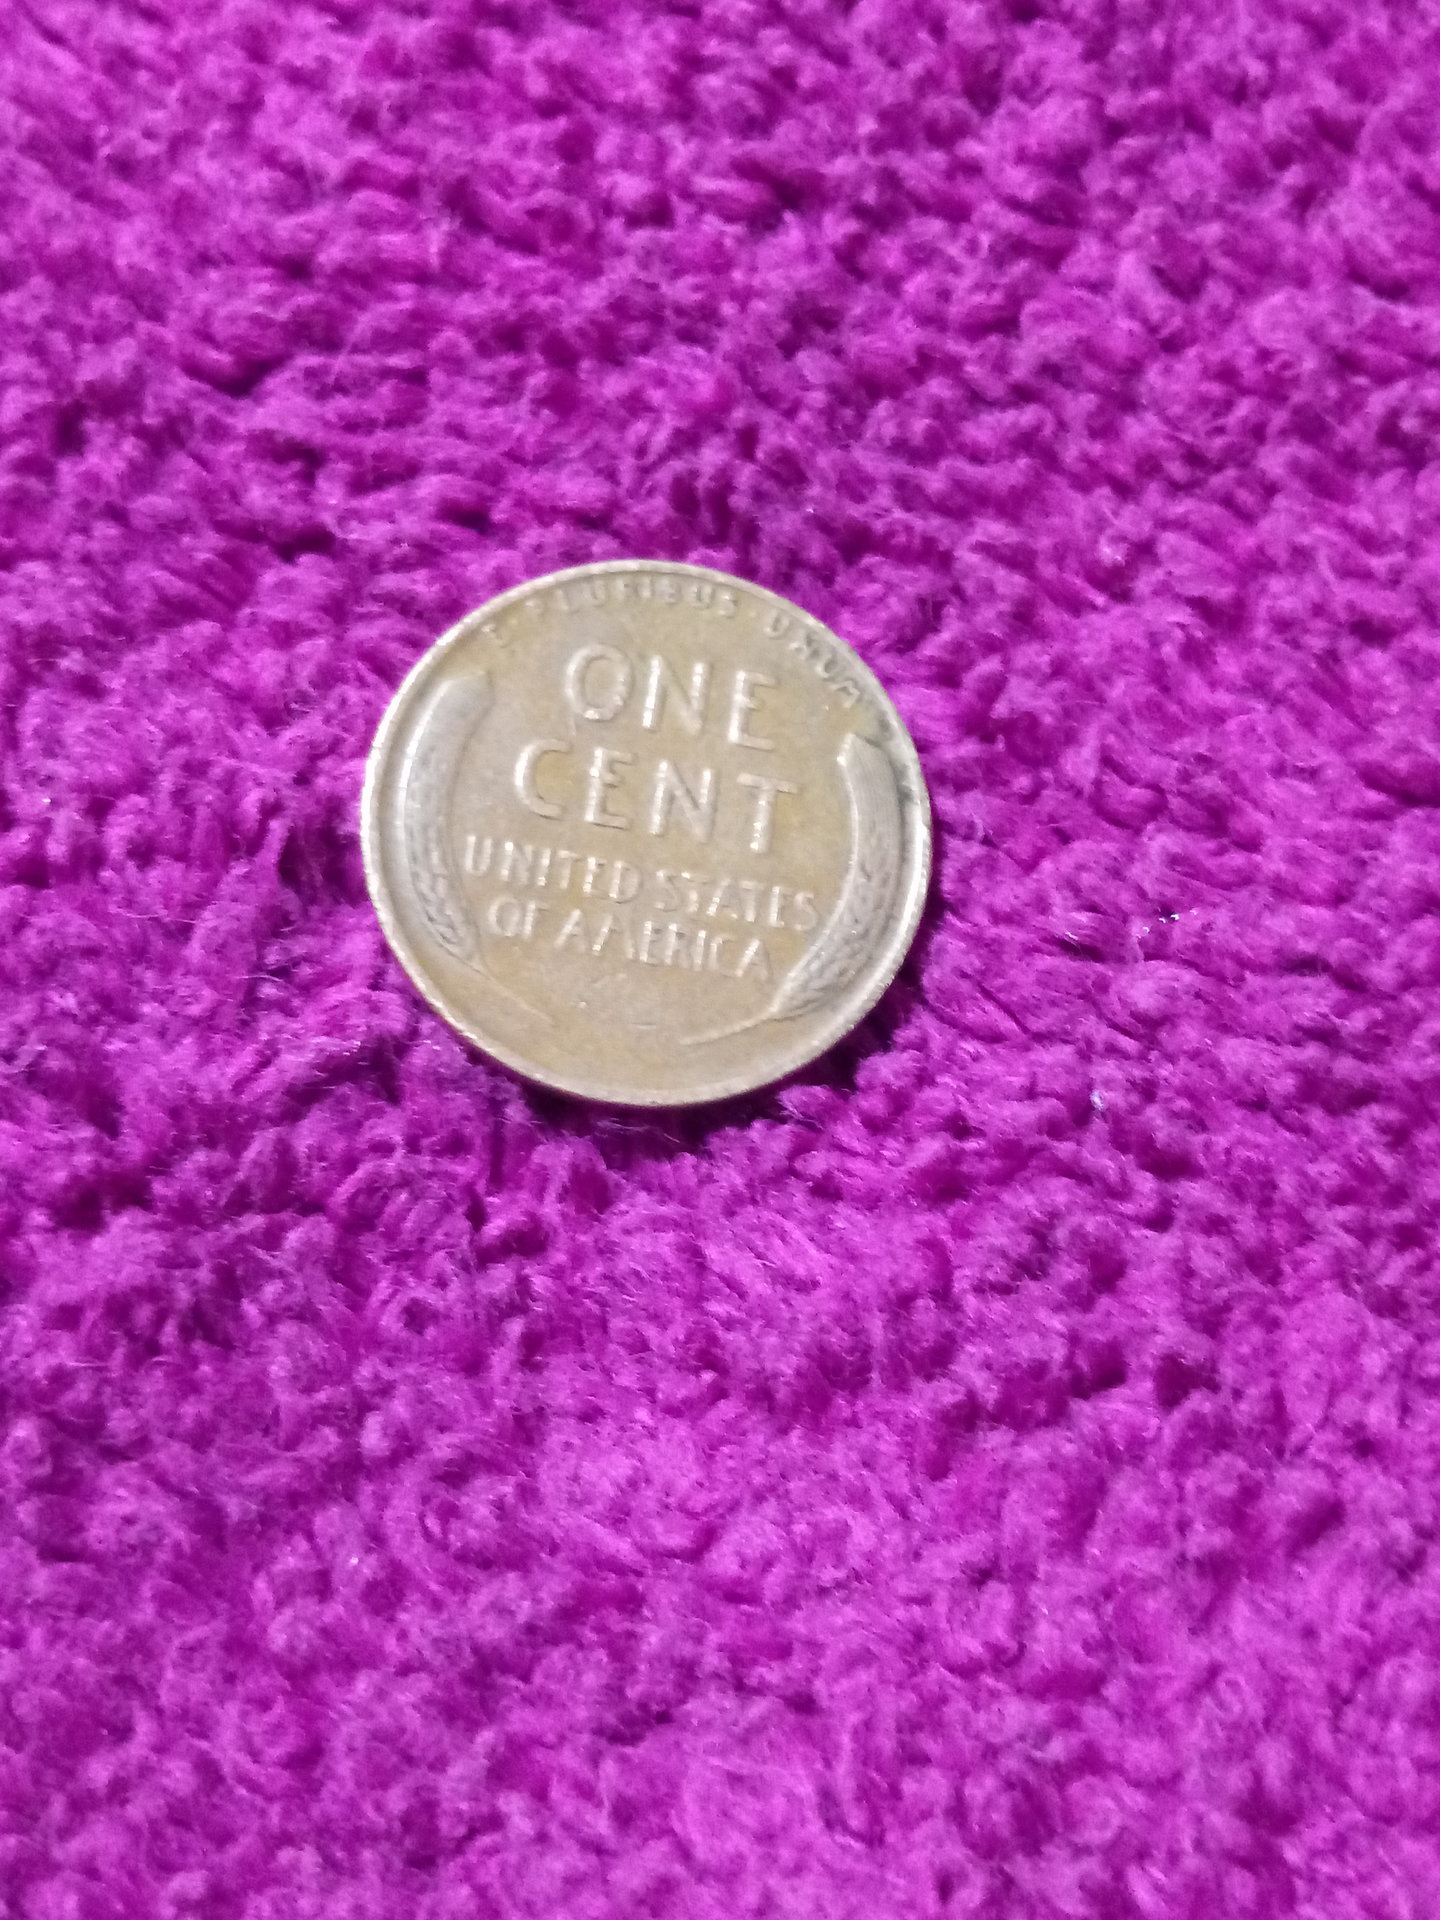 E·PLURIBUS·UNUM
ONE
CENT
UNITED STATES
OF AMERICA